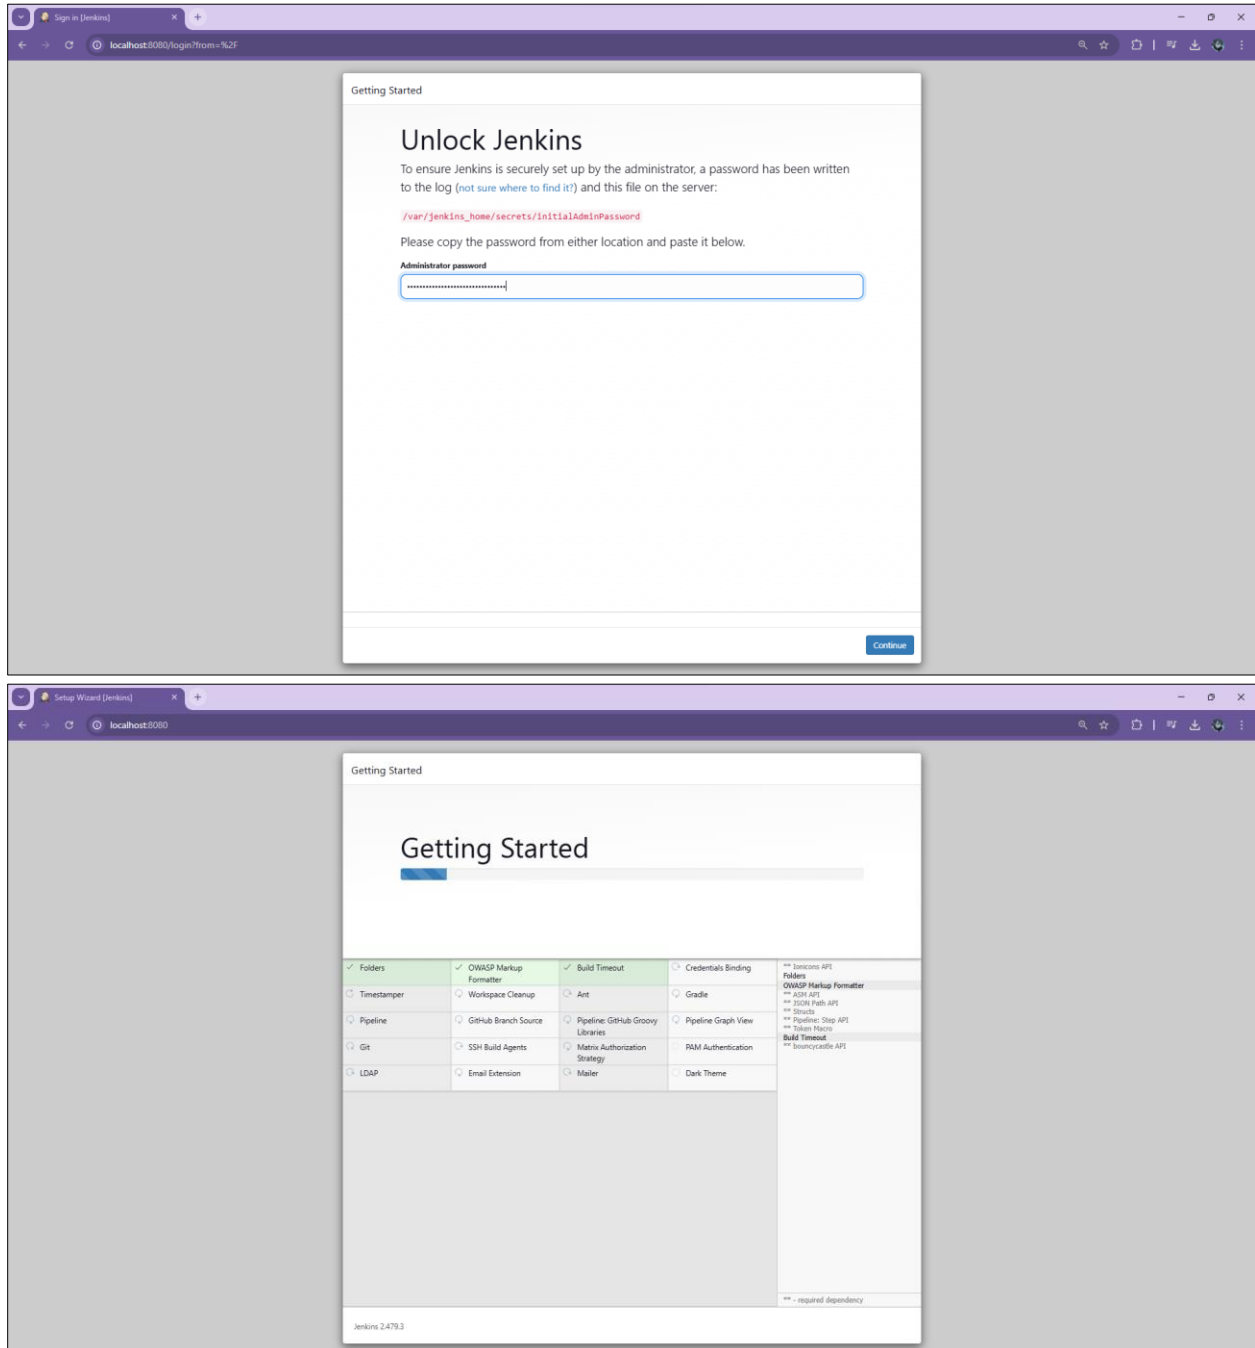 Sign in [Jenkins]
localhost:8080/login?from=%2F
Getting Started
Unlock Jenkins
To ensure Jenkins is securely set up by the administrator, a password has been written
to the log (not sure where to find it?) and this file on the server:
/var/jenkins_home/secrets/initialAdminPassword
Please copy the password from either location and paste it below.
Administrator password
Continue
Setup Wizard [Jenkins]
localhost:8080
Getting Started
Getting Started
Folders
OWASP Markup
Formatter
Build Timeout
Credentials Binding
Timestamper
Workspace Cleanup
Ant
Gradle
Pipeline
GitHub Branch Source
Pipeline: GitHub Groovy
Libraries
Pipeline Graph View
Git
SSH Build Agents
Matrix Authorization
Strategy
PAM Authentication
LDAP
Email Extension
Mailer
Dark Theme
** Ionicons API
Folders
OWASP Markup Formatter
** ASM API
** JSON Path API
** Structs
** Pipeline: Step API
** Token Macro
Build Timeout
** bouncycastle API
** - required dependency
Jenkins 2.479.3